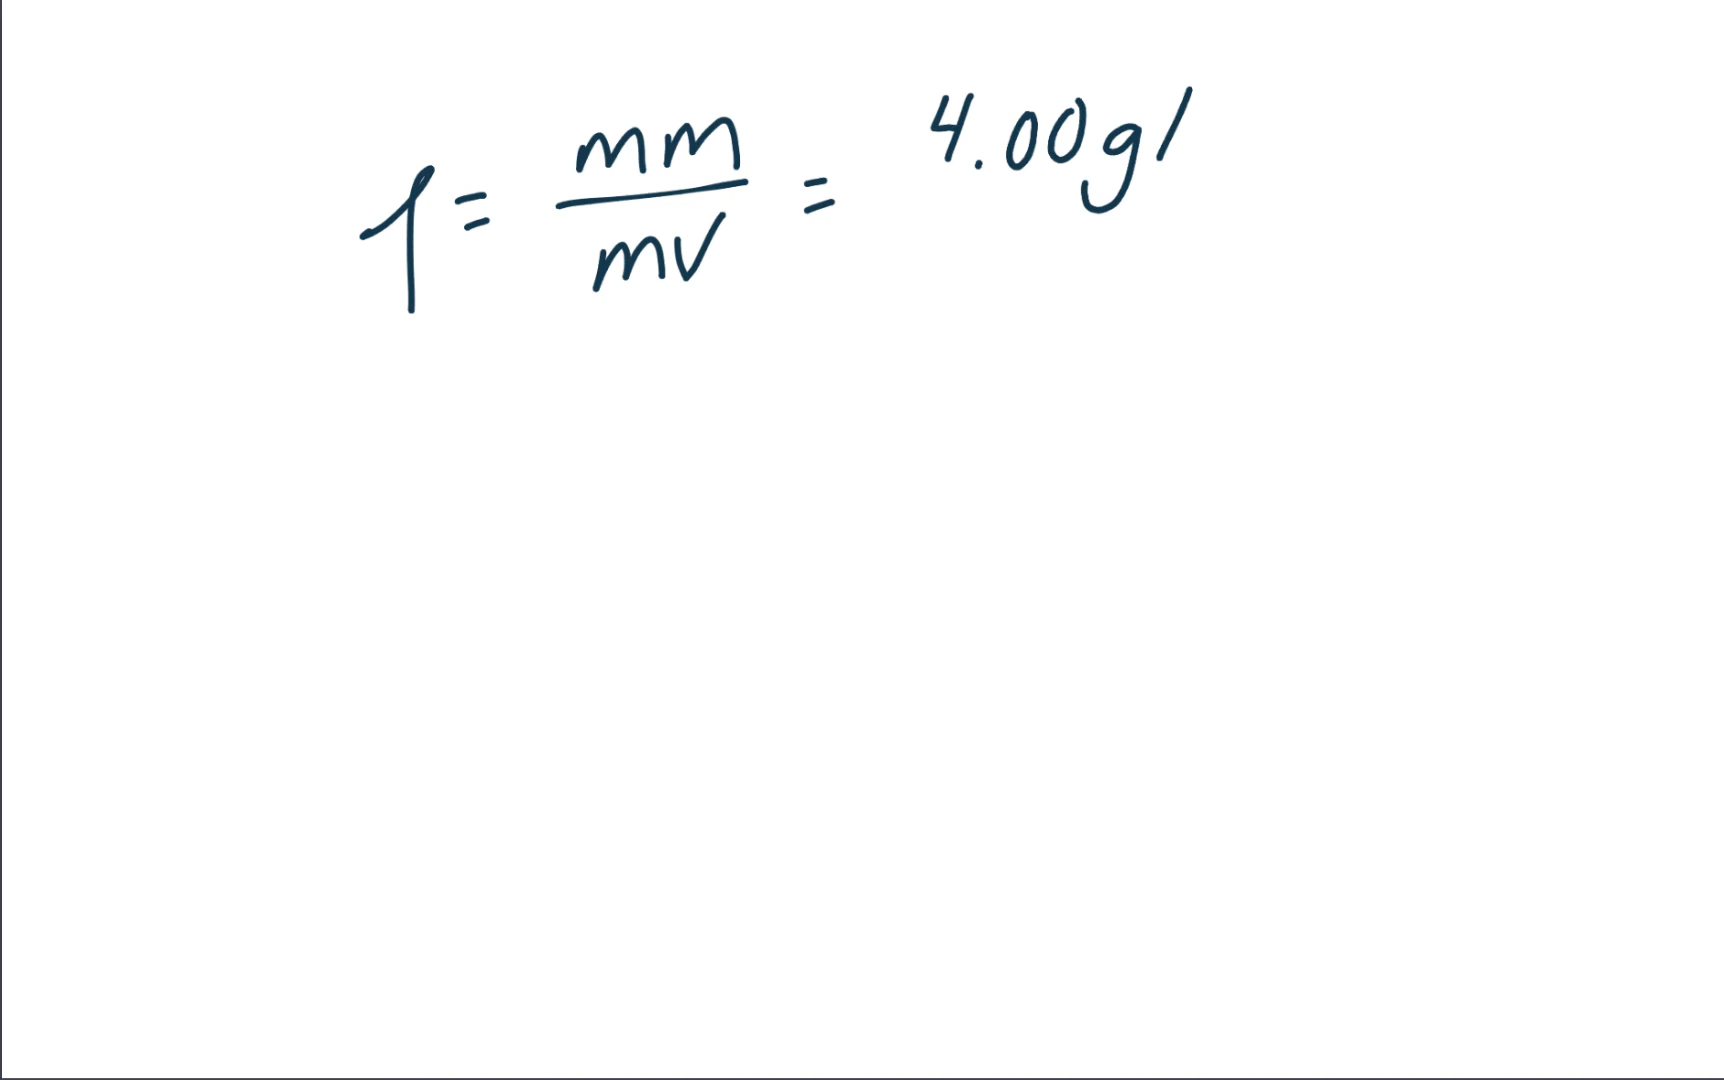 ρ = mm / mv = 4.00g/